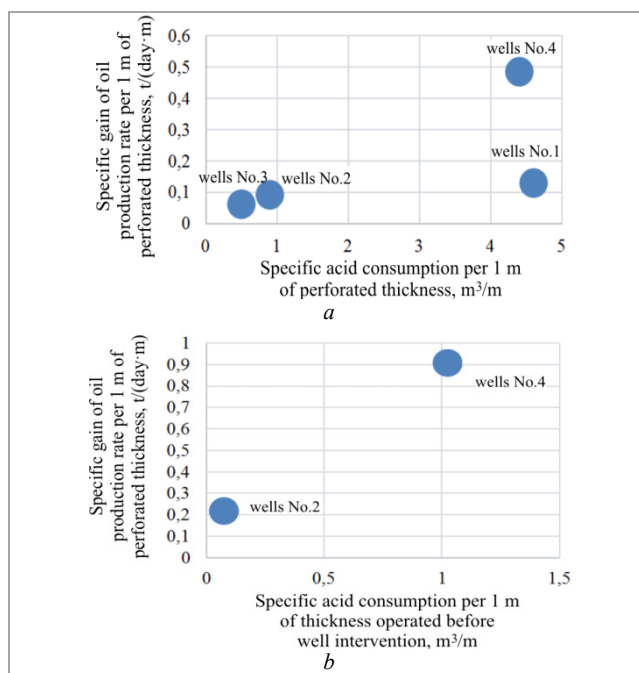 Specific gain of oil
production rate per 1 m of
perforated thickness, t/(day·m)
0,6
0,5
0,4
0,3
0,2
0,1
0
wells No.4
wells No.1
wells No.3
wells No.2
0 1 2 3 4 5
Specific acid consumption per 1 m
of perforated thickness, m³/m
a
Specific gain of oil
production rate per 1 m of
perforated thickness, t/(day·m)
1
0,9
0,8
0,7
0,6
0,5
0,4
0,3
0,2
0,1
0
wells No.4
wells No.2
0 0,5 1 1,5
Specific acid consumption per 1 m
of thickness operated before
well intervention, m³/m
b